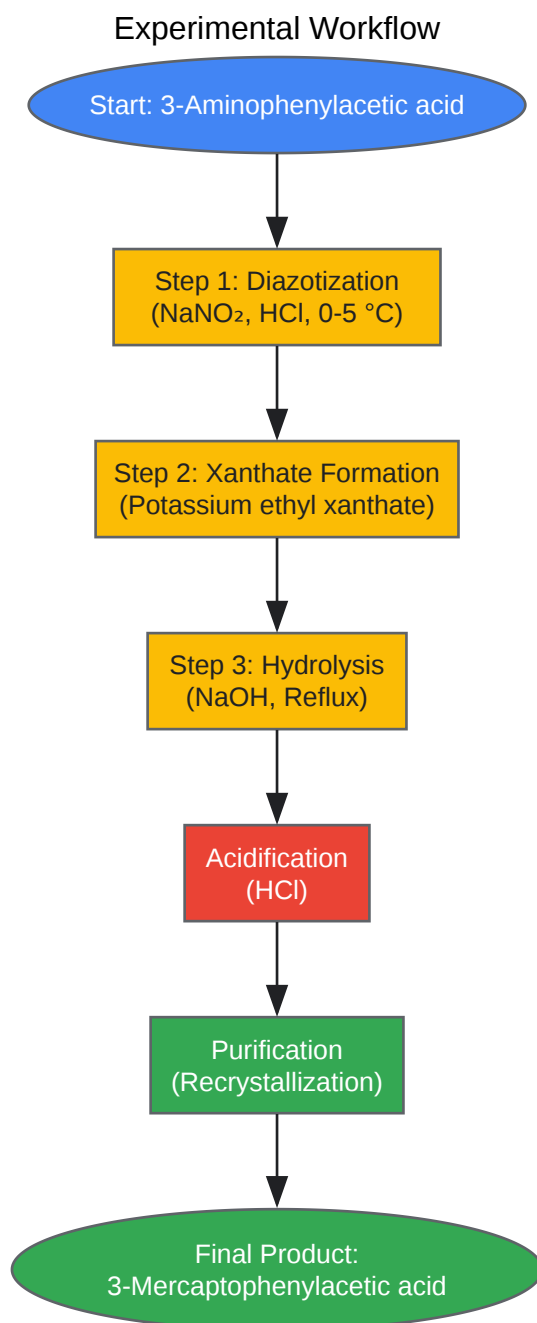 Experimental Workflow
Start: 3-Aminophenylacetic acid
Step 1: Diazotization
(NaNO₂, HCl, 0-5 °C)
Step 2: Xanthate Formation
(Potassium ethyl xanthate)
Step 3: Hydrolysis
(NaOH, Reflux)
Acidification
(HCl)
Purification
(Recrystallization)
Final Product:
3-Mercaptophenylacetic acid